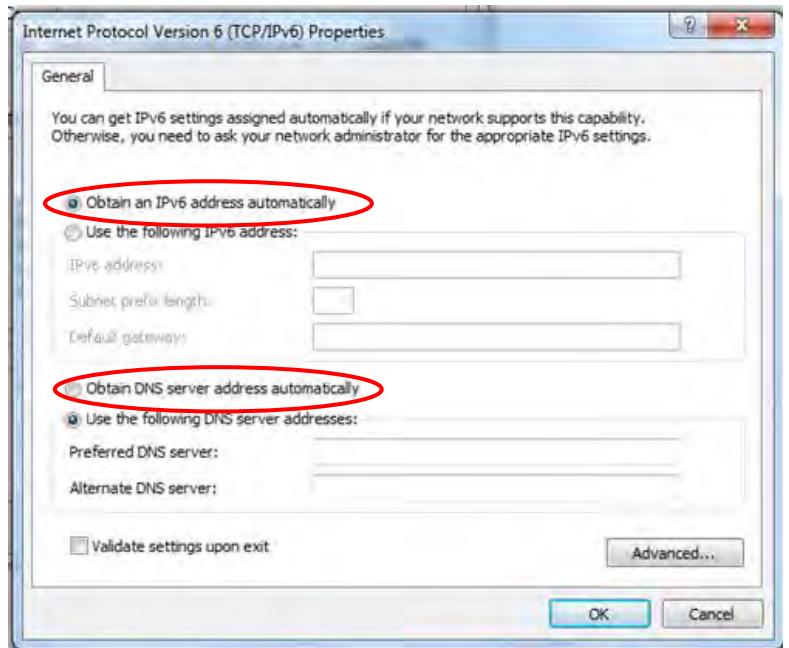 Internet Protocol Version 6 (TCP/IPv6) Properties
General
You can get IPv6 settings assigned automatically if your network supports this capability.
Otherwise, you need to ask your network administrator for the appropriate IPv6 settings.
Obtain an IPv6 address automatically
Use the following IPv6 address:
IPv6 address:
Subnet prefix length:
Default gateway:
Obtain DNS server address automatically
Use the following DNS server addresses:
Preferred DNS server:
Alternate DNS server:
Validate settings upon exit
Advanced...
OK
Cancel